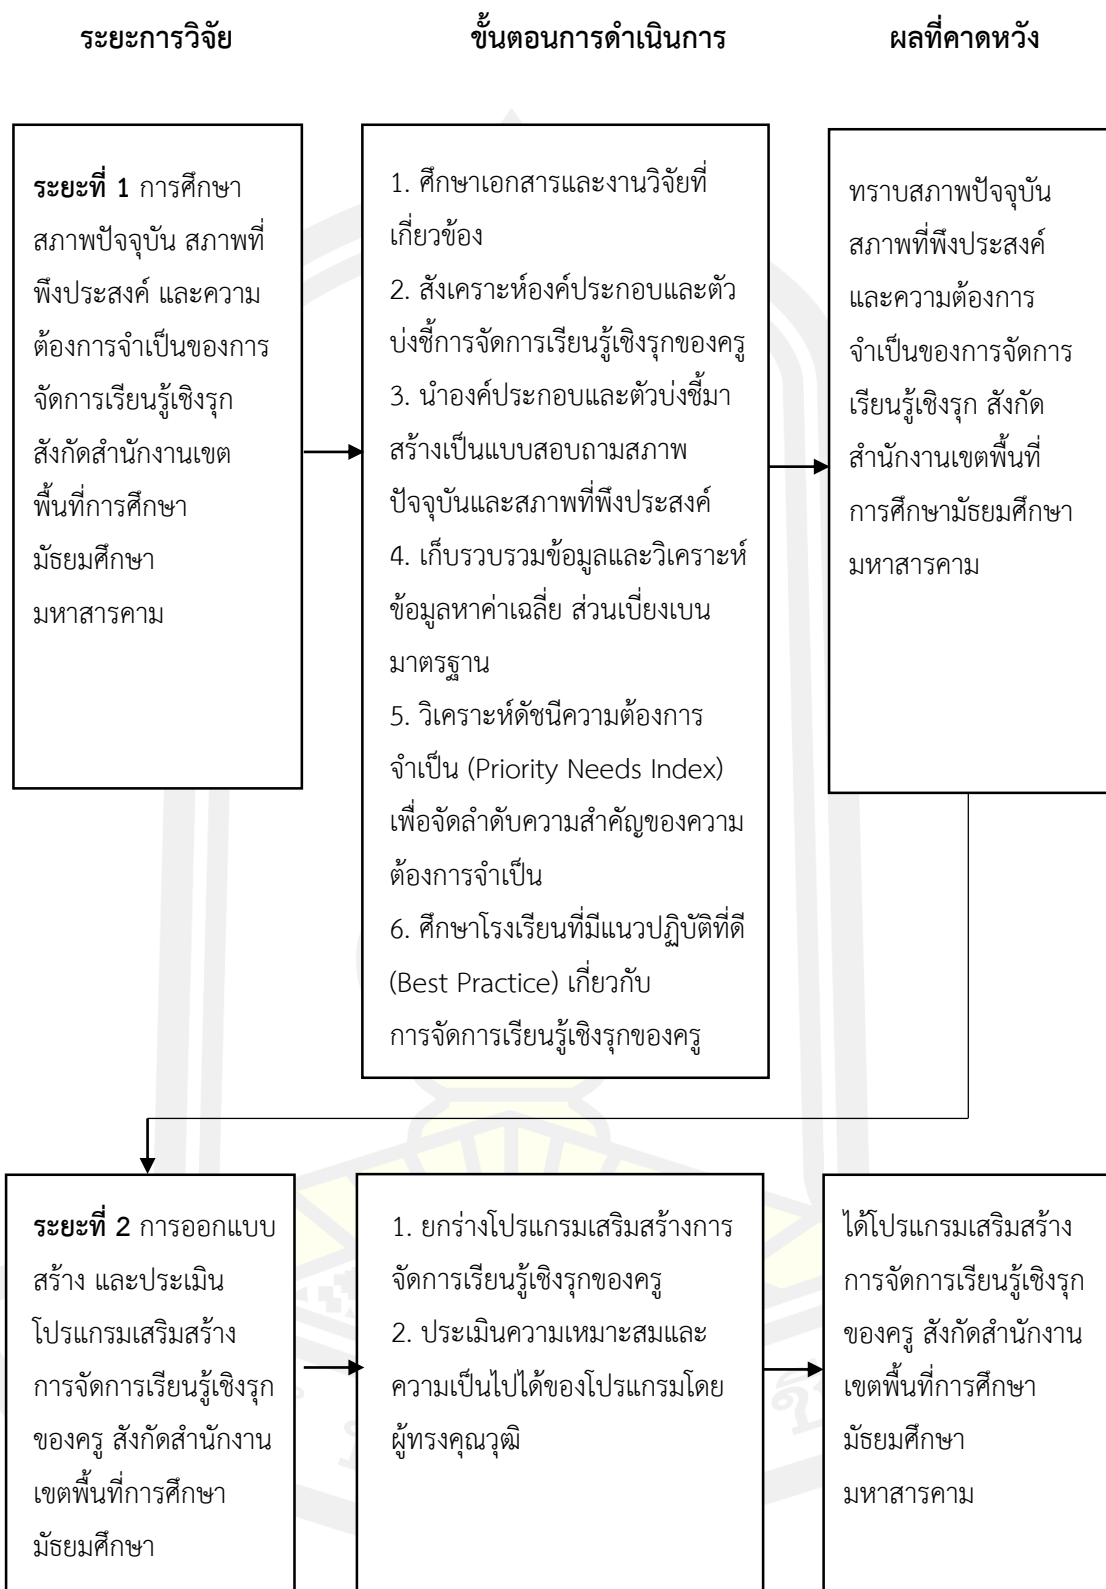 ระยะการวิจัย ขั้นตอนการดำเนินการ ผลที่คาดหวัง
ระยะที่ 1 การศึกษา
สภาพปัจจุบัน สภาพที่
พึงประสงค์ และความ
ต้องการจำเป็นของการ
จัดการเรียนรู้เชิงรุก
สังกัดสำนักงานเขต
พื้นที่การศึกษา
มัธยมศึกษา
มหาสารคาม
1. ศึกษาเอกสารและงานวิจัยที่
เกี่ยวข้อง
2. สังเคราะห์องค์ประกอบและตัว
บ่งชี้การจัดการเรียนรู้เชิงรุกของครู
3. นำองค์ประกอบและตัวบ่งชี้มา
สร้างเป็นแบบสอบถามสภาพ
ปัจจุบันและสภาพที่พึงประสงค์
4. เก็บรวบรวมข้อมูลและวิเคราะห์
ข้อมูลหาค่าเฉลี่ย ส่วนเบี่ยงเบน
มาตรฐาน
5. วิเคราะห์ดัชนีความต้องการ
จำเป็น (Priority Needs Index)
เพื่อจัดลำดับความสำคัญของความ
ต้องการจำเป็น
6. ศึกษาโรงเรียนที่มีแนวปฏิบัติที่ดี
(Best Practice) เกี่ยวกับ
การจัดการเรียนรู้เชิงรุกของครู
ทราบสภาพปัจจุบัน
สภาพที่พึงประสงค์
และความต้องการ
จำเป็นของการจัดการ
เรียนรู้เชิงรุก สังกัด
สำนักงานเขตพื้นที่
การศึกษามัธยมศึกษา
มหาสารคาม
ระยะที่ 2 การออกแบบ
สร้าง และประเมิน
โปรแกรมเสริมสร้าง
การจัดการเรียนรู้เชิงรุก
ของครู สังกัดสำนักงาน
เขตพื้นที่การศึกษา
มัธยมศึกษา
1. ยกร่างโปรแกรมเสริมสร้างการ
จัดการเรียนรู้เชิงรุกของครู
2. ประเมินความเหมาะสมและ
ความเป็นไปได้ของโปรแกรมโดย
ผู้ทรงคุณวุฒิ
ได้โปรแกรมเสริมสร้าง
การจัดการเรียนรู้เชิงรุก
ของครู สังกัดสำนักงาน
เขตพื้นที่การศึกษา
มัธยมศึกษา
มหาสารคาม